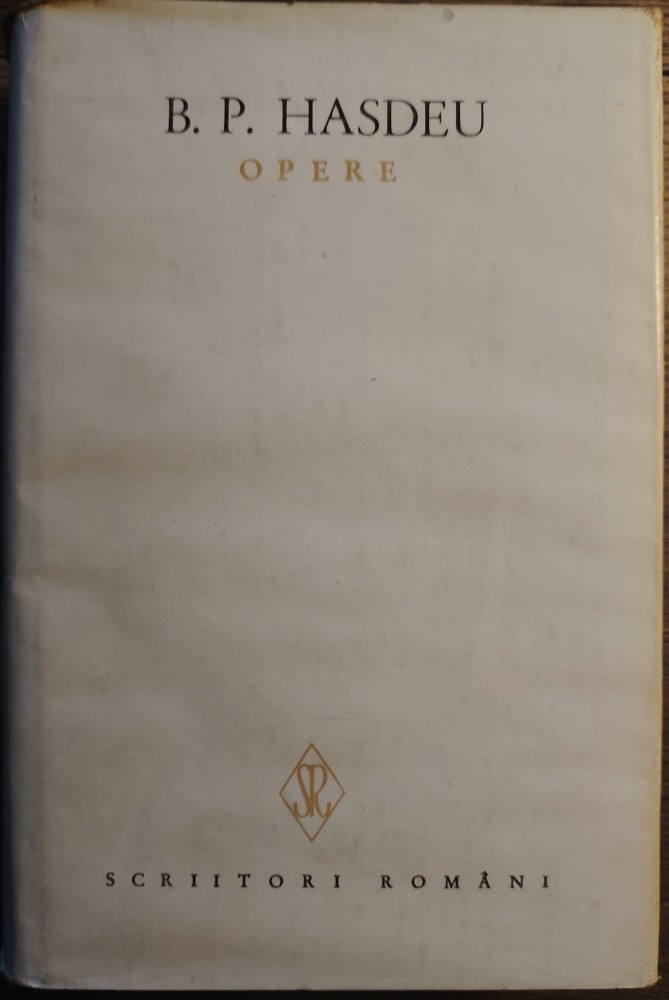 B. P. HASDEU
OPERE
SR
SCRIITORI ROMÂNI